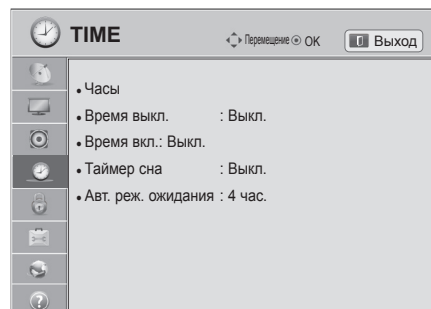 TIME
Перемещение OK
Выход
• Часы
• Время выкл. : Выкл.
• Время вкл.: Выкл.
• Таймер сна : Выкл.
• Авт. реж. ожидания : 4 час.